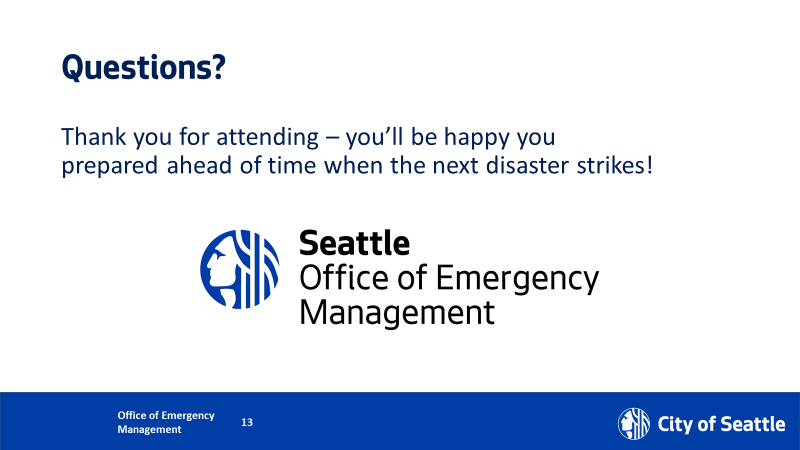 Questions?
Thank you for attending – you’ll be happy you
prepared ahead of time when the next disaster strikes!
Seattle
Office of Emergency
Management
Office of Emergency
Management
13
City of Seattle